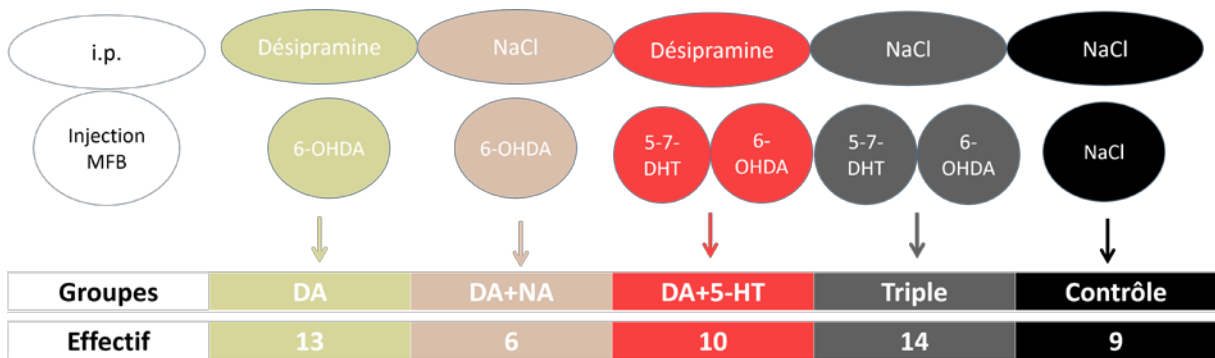 i.p. Désipramine NaCl Désipramine NaCl NaCl
Injection
MFB
6-OHDA
6-OHDA
5-7-
DHT
6-
OHDA
5-7-
DHT
6-
OHDA
NaCl
Groupes DA DA+NA DA+5-HT Triple Contrôle
Effectif 13 6 10 14 9